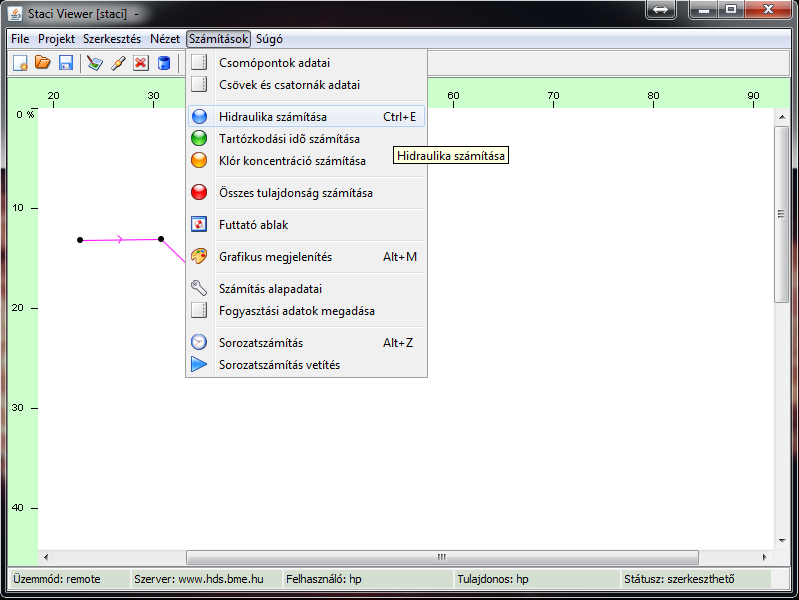 Staci Viewer [staci] -
File Projekt Szerkesztés Nézet Számítások Súgó
Csomópontok adatai
Csövek és csatornák adatai
20 30 60 70 80 90
0 %
Hidraulika számítása Ctrl+E
Tartózkodási idő számítása
Klór koncentráció számítása
Hidraulika számítása
Összes tulajdonság számítása
10
Futtató ablak
Grafikus megjelenítés Alt+M
Számítás alapadatai
20
Fogyasztási adatok megadása
Sorozatszámítás Alt+Z
Sorozatszámítás vetítés
30
40
Üzemmód: remote Szerver: www.hds.bme.hu Felhasználó: hp Tulajdonos: hp Státusz: szerkeszthető